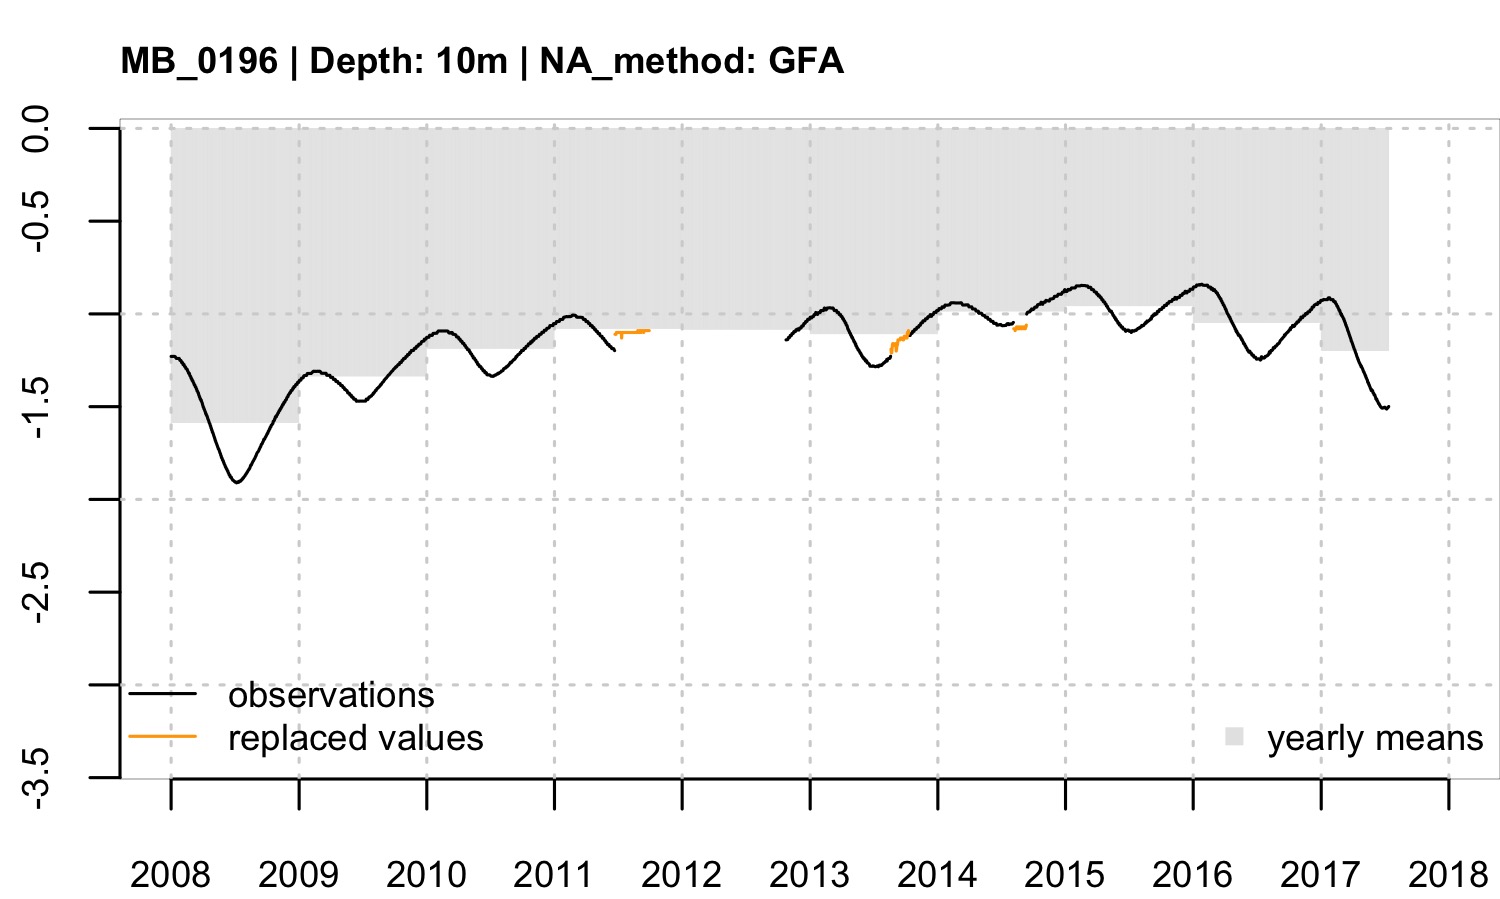 MB_0196 | Depth: 10m | NA_method: GFA
0.0
-0.5
-1.5
-2.5
-3.5
observations
replaced values
yearly means
2008 2009 2010 2011 2012 2013 2014 2015 2016 2017 2018